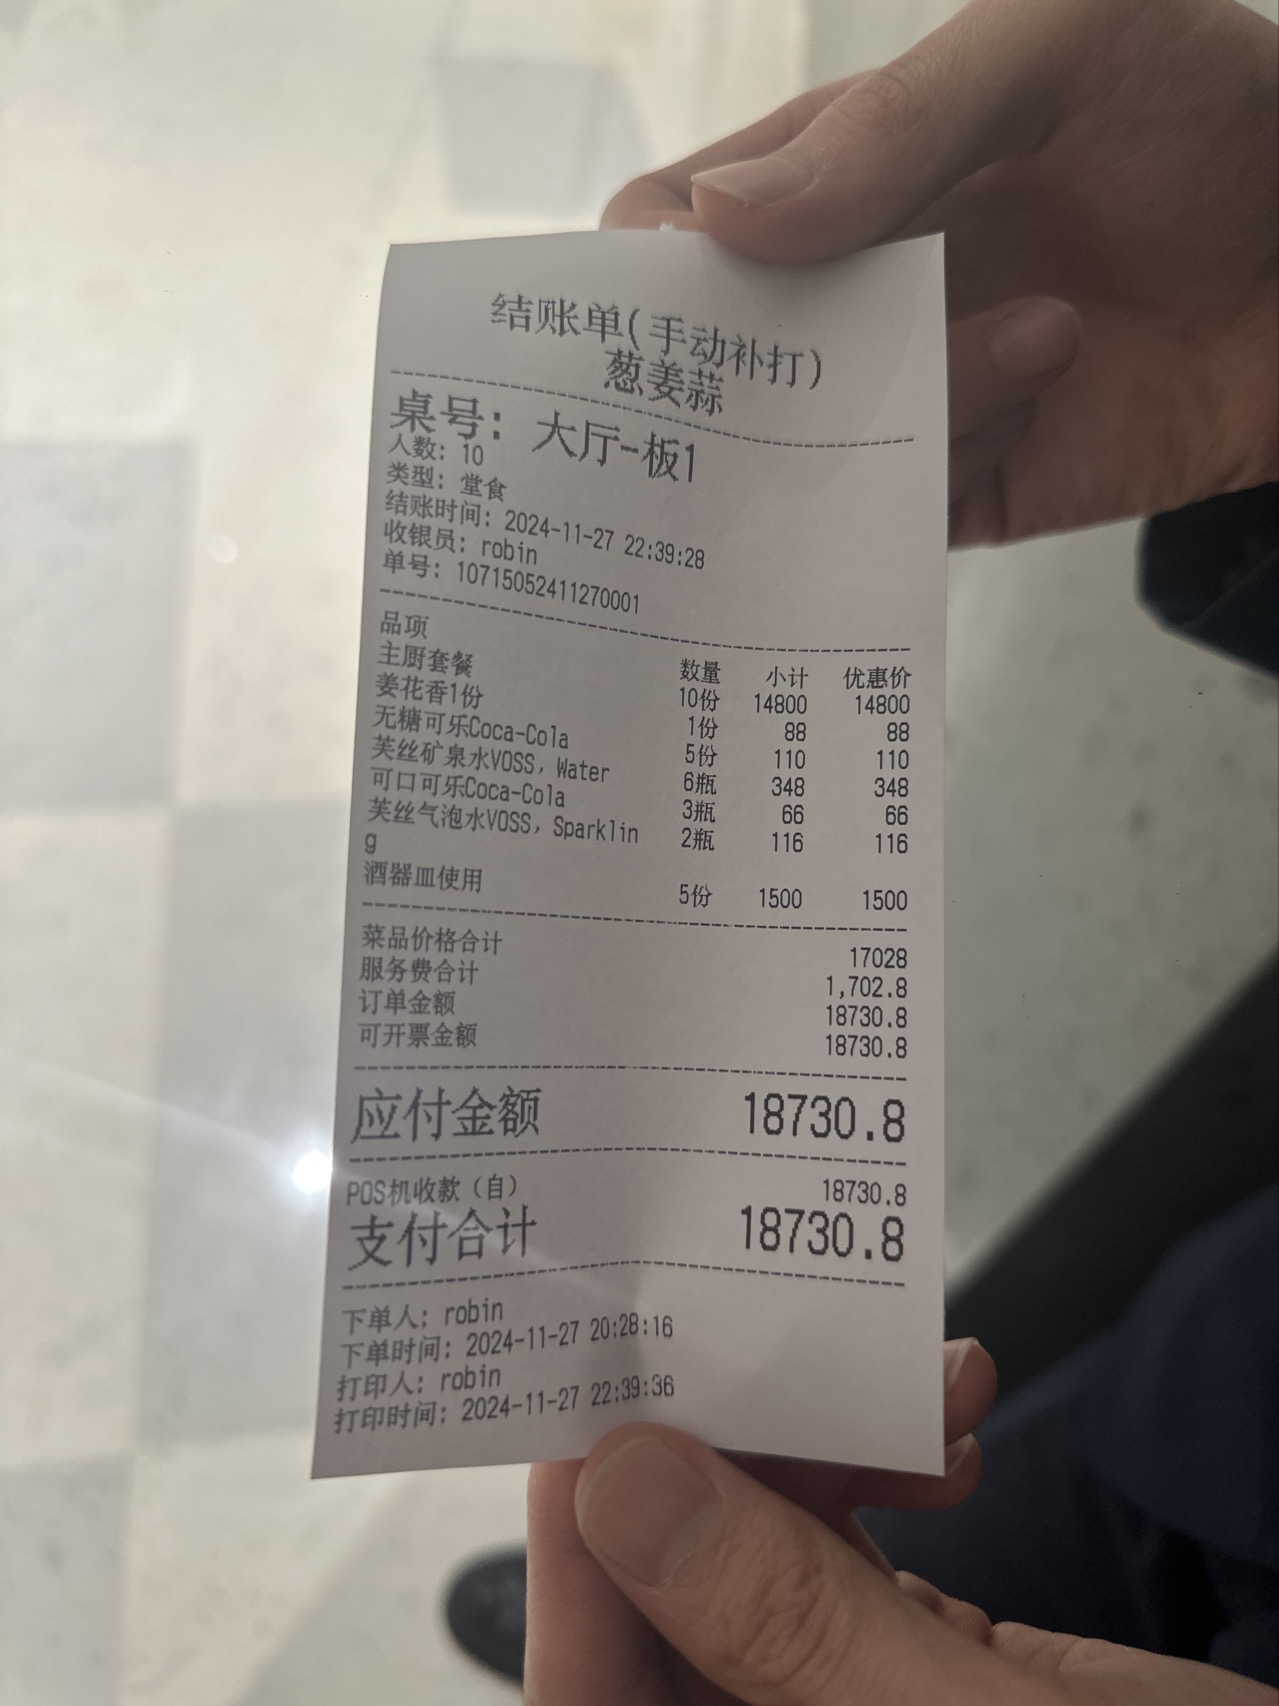 结账单(手动补打)
葱姜蒜
桌号: 大厅-板1
人数: 10
类型: 堂食
结账时间: 2024-11-27 22:39:28
收银员: robin
单号: 10715052411270001
品项 数量 小计 优惠价
主厨套餐 10份 14800 14800
姜花香1份 1份 88 88
无糖可乐Coca-Cola 5份 110 110
芙丝矿泉水VOSS, Water 6瓶 348 348
可口可乐Coca-Cola 3瓶 66 66
芙丝气泡水VOSS, Sparklin 2瓶 116 116
g
酒器皿使用 5份 1500 1500
菜品价格合计 17028
服务费合计 1,702.8
订单金额 18730.8
可开票金额 18730.8
应付金额 18730.8
POS机收款(自) 18730.8
支付合计 18730.8
下单人: robin
下单时间: 2024-11-27 20:28:16
打印人: robin
打印时间: 2024-11-27 22:39:36